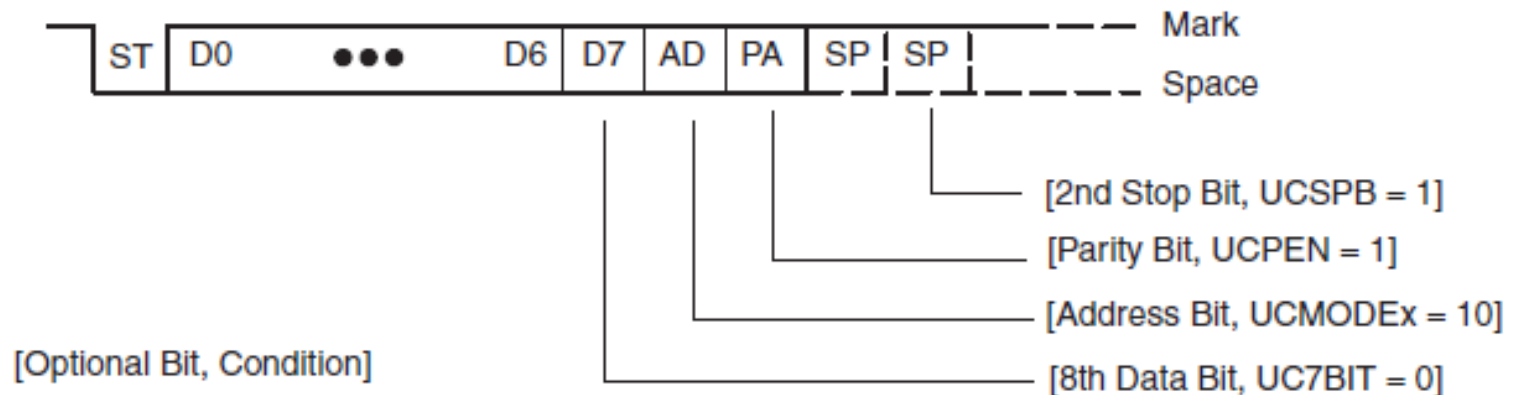 Mark
ST D0 ●●● D6 D7 AD PA SP SP
Space
[2nd Stop Bit, UCSPB = 1]
[Parity Bit, UCPEN = 1]
[Address Bit, UCMODEx = 10]
[Optional Bit, Condition]
[8th Data Bit, UC7BIT = 0]